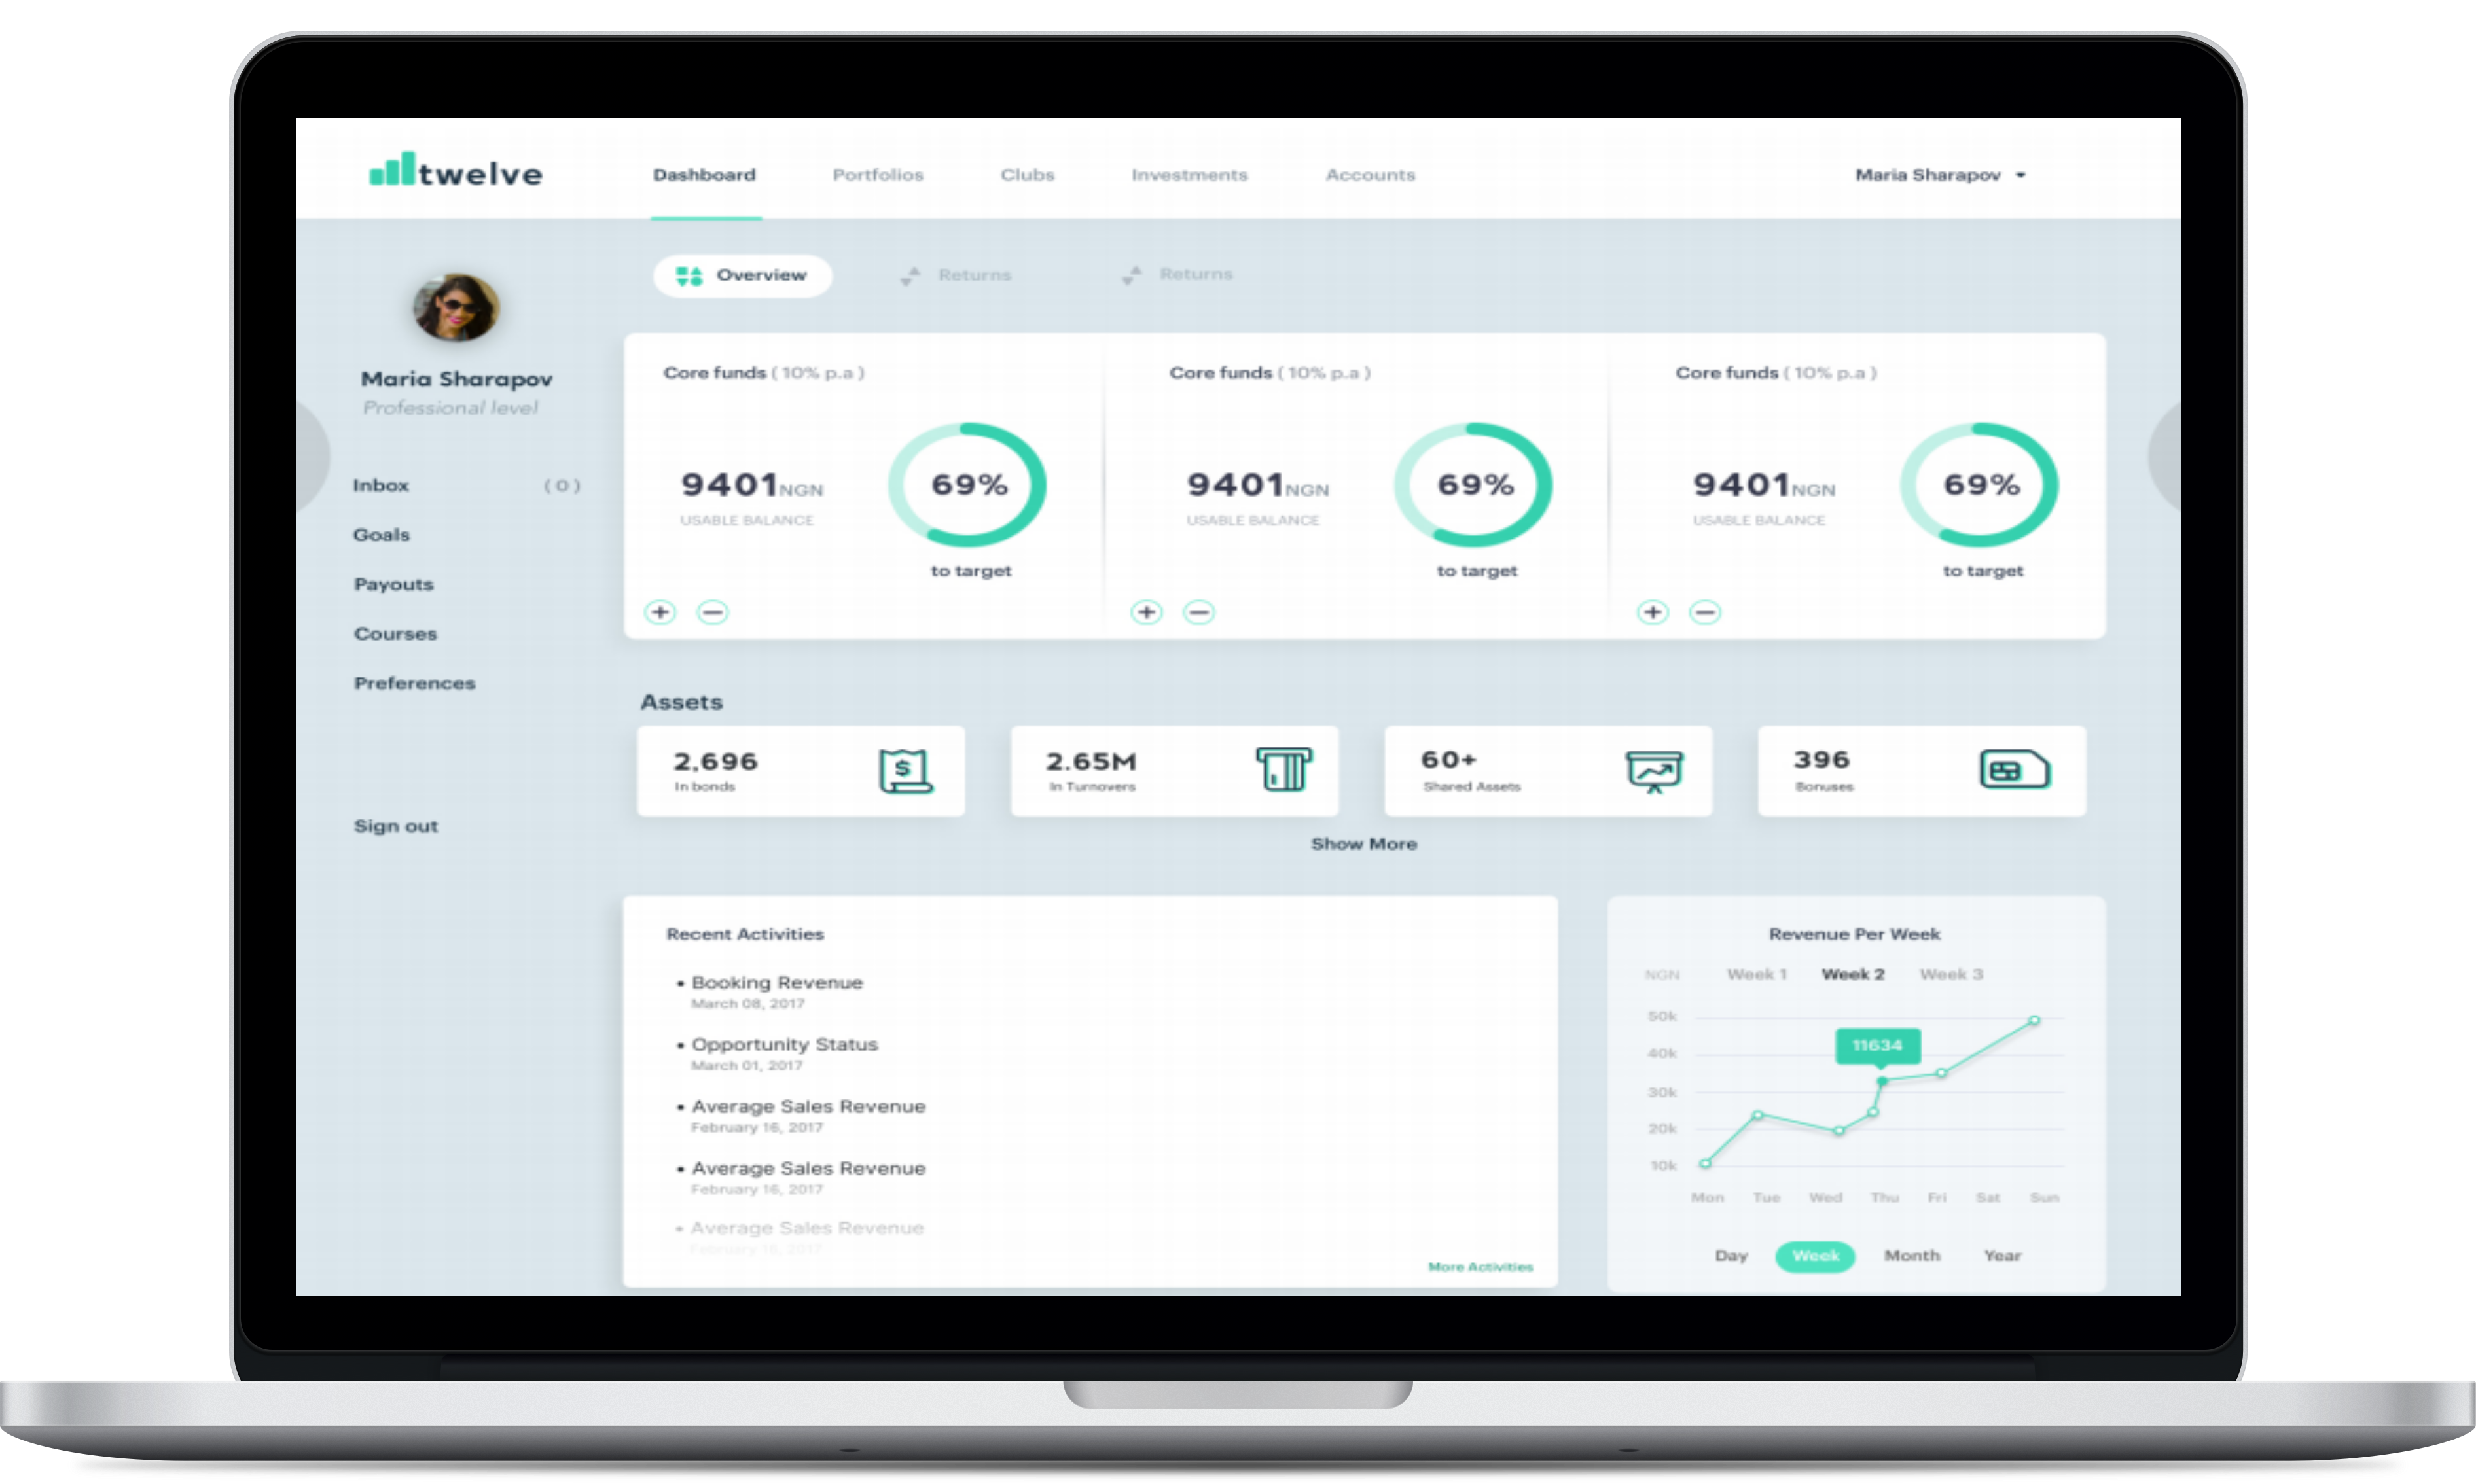 twelve
Dashboard Portfolios Clubs Investments Accounts
Maria Sharapov
Overview Returns Returns
Maria Sharapov
Professional level
Inbox ( 0 )
Goals
Payouts
Courses
Preferences
Sign out
Core funds ( 10% p.a )
9401NGN
USABLE BALANCE
69%
to target
Core funds ( 10% p.a )
9401NGN
USABLE BALANCE
69%
to target
Core funds ( 10% p.a )
9401NGN
USABLE BALANCE
69%
to target
Assets
2,696
In bonds
$
2.65M
In Turnovers
60+
Shared Assets
396
Bonuses
Show More
Recent Activities
• Booking Revenue
March 08, 2017
• Opportunity Status
March 01, 2017
• Average Sales Revenue
February 16, 2017
• Average Sales Revenue
February 16, 2017
• Average Sales Revenue
February 16, 2017
More Activities
Revenue Per Week
NGN Week 1 Week 2 Week 3
50k
11634
40k
30k
20k
10k
Mon Tue Wed Thu Fri Sat Sun
Day Week Month Year